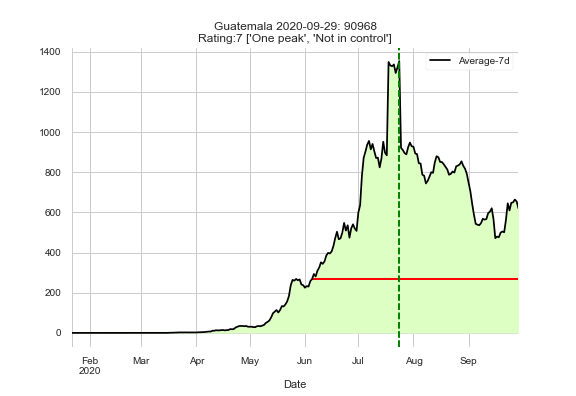 Guatemala 2020-09-29: 90968
Rating:7 ['One peak', 'Not in control']
Average-7d
1400
1200
1000
800
600
400
200
0
Feb Mar Apr May Jun Jul Aug Sep
2020
Date